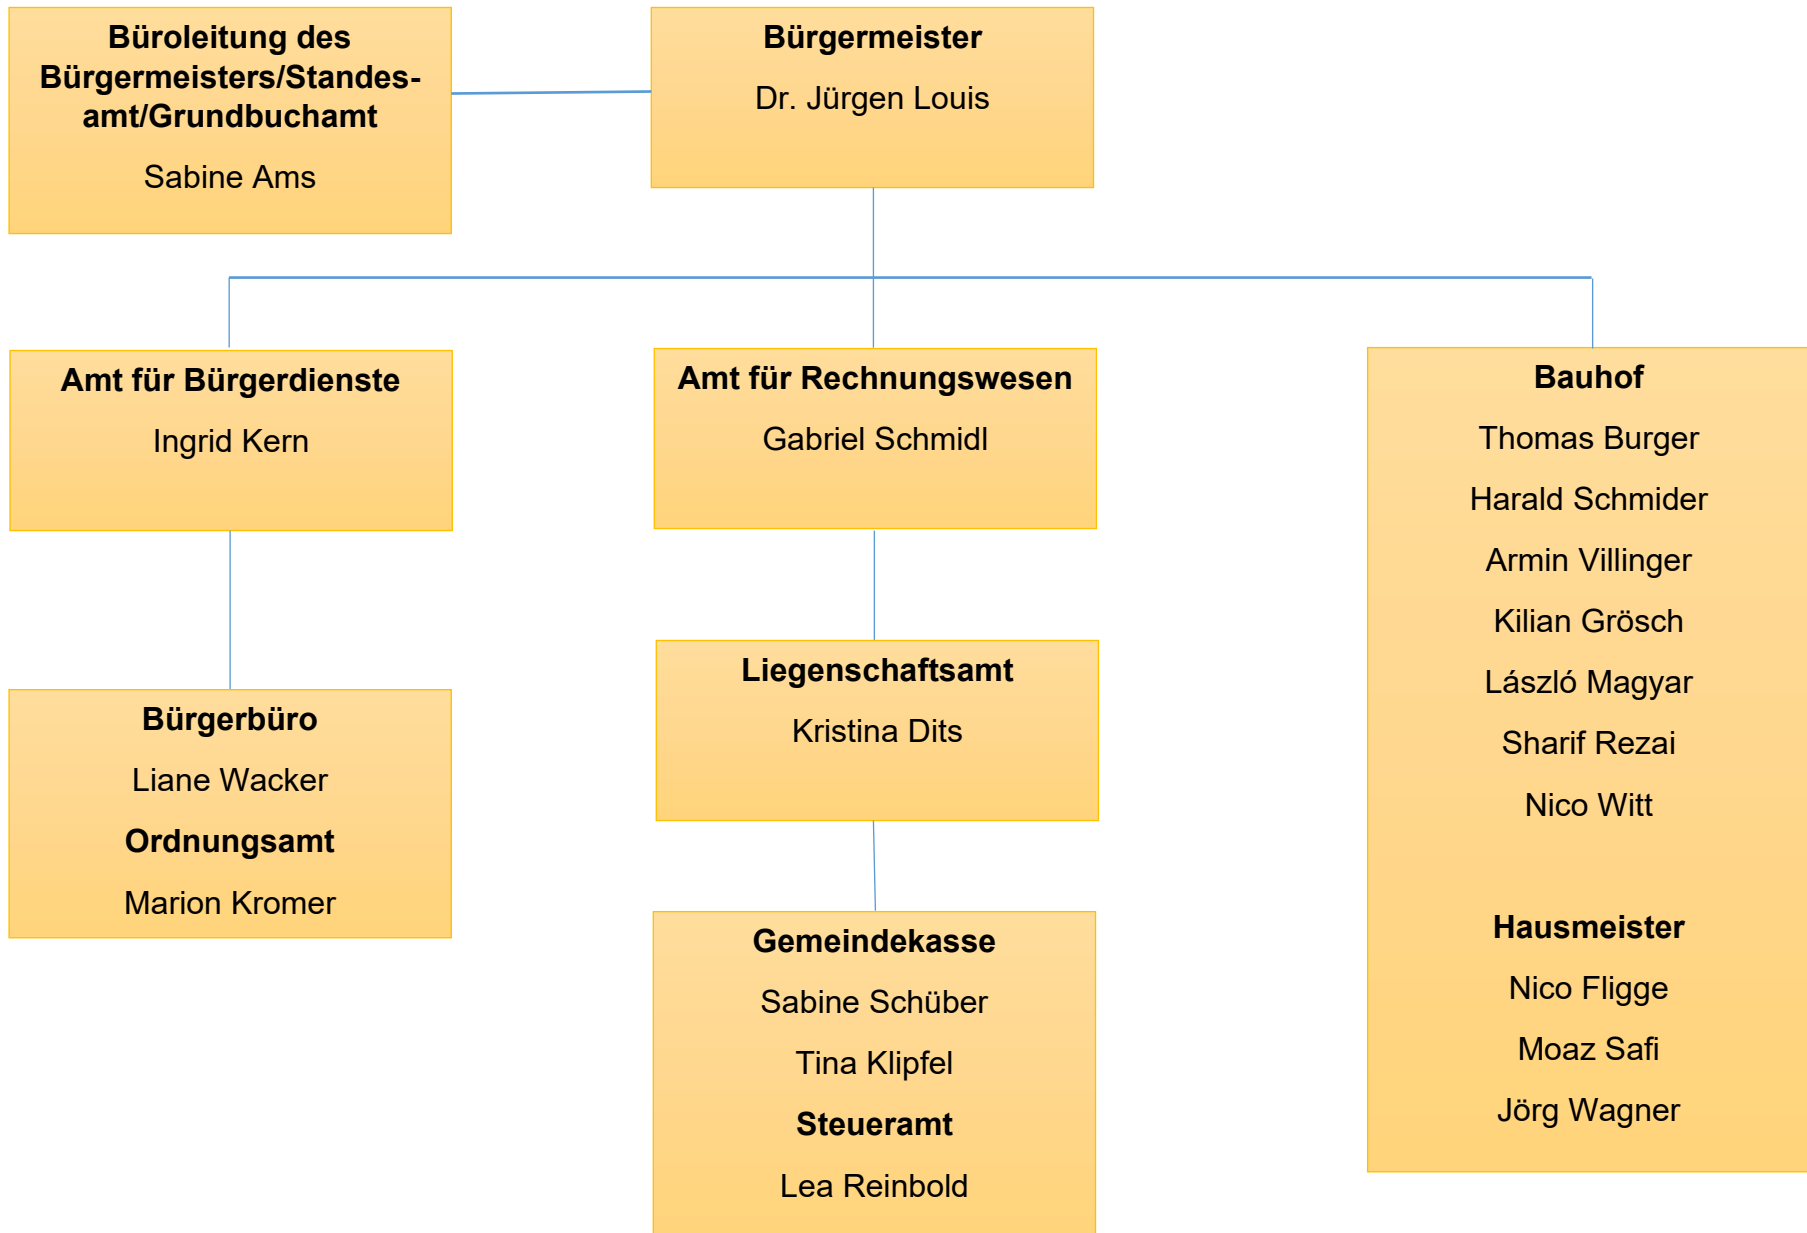 Büroleitung des
Bürgermeisters/Standes-
amt/Grundbuchamt
Sabine Ams
Bürgermeister
Dr. Jürgen Louis
Amt für Bürgerdienste
Ingrid Kern
Amt für Rechnungswesen
Gabriel Schmidl
Bauhof
Thomas Burger
Harald Schmider
Armin Villinger
Kilian Grösch
László Magyar
Sharif Rezai
Nico Witt
Hausmeister
Nico Fligge
Moaz Safi
Jörg Wagner
Liegenschaftsamt
Kristina Dits
Bürgerbüro
Liane Wacker
Ordnungsamt
Marion Kromer
Gemeindekasse
Sabine Schüber
Tina Klipfel
Steueramt
Lea Reinbold